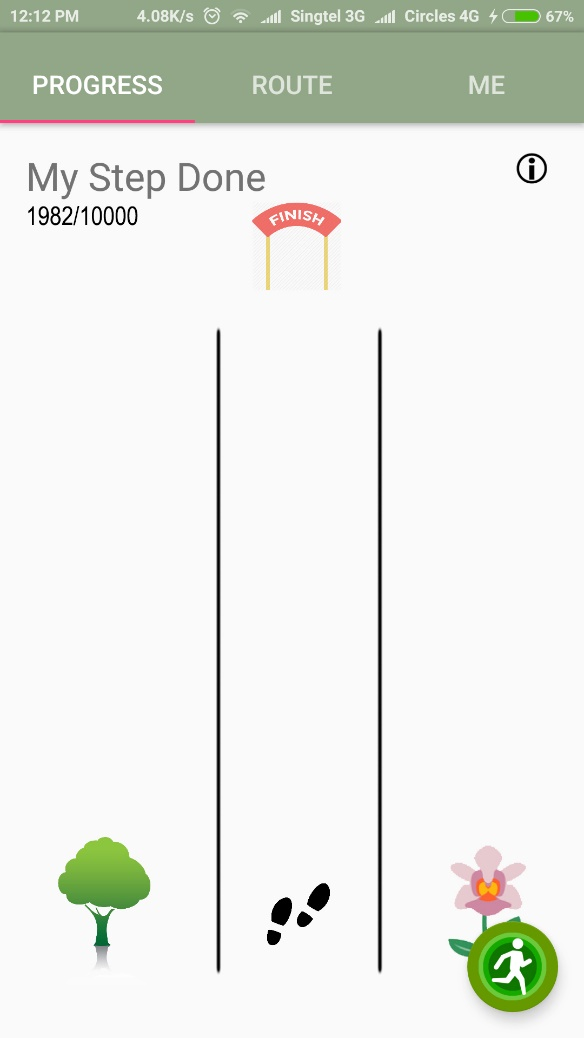 12:12 PM 4.08K/s Singtel 3G Circles 4G 67%
PROGRESS ROUTE ME
My Step Done
1982/10000
FINISH